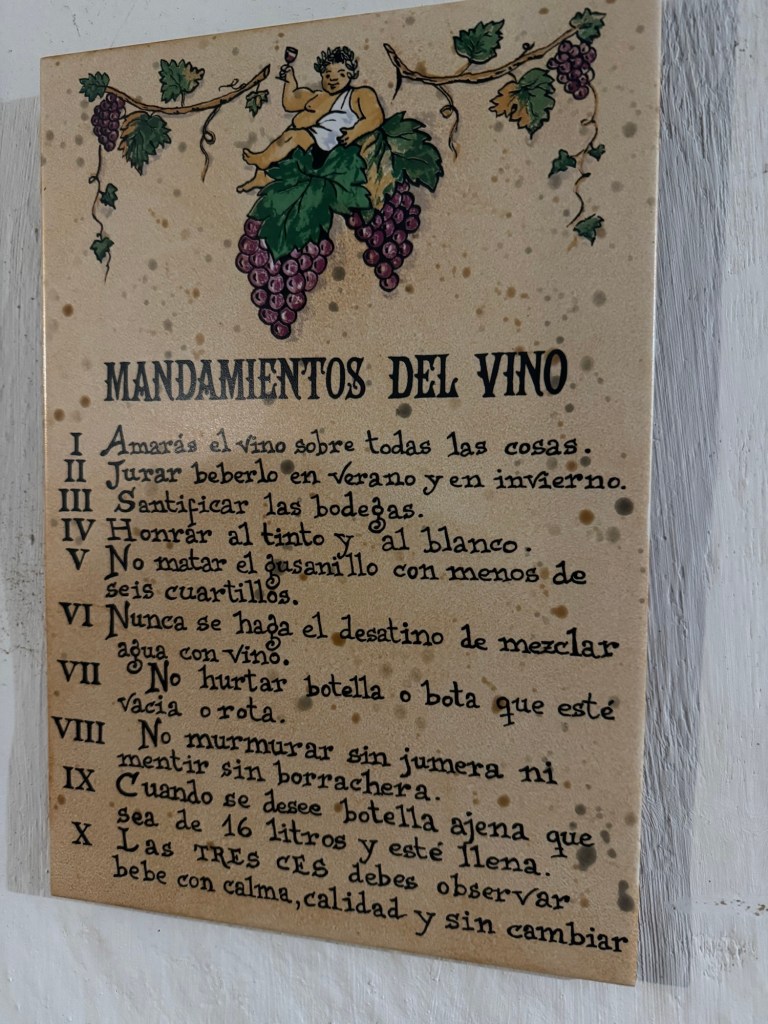 MANDAMIENTOS DEL VINO
I Amarás el vino sobre todas las cosas.
II Jurar beberlo en verano y en invierno.
III Santificar las bodegas.
IV Honrar al tinto y al blanco.
V No matar el gusanillo con menos de
seis cuartillos.
VI Nunca se haga el desatino de mezclar
agua con vino.
VII No hurtar botella o bota que esté
vacia o rota.
VIII No murmurar sin jumera ni
mentir sin borrachera.
IX Cuando se desee botella ajena que
sea de 16 litros y esté llena.
X Las TRES CES debes observar
bebe con calma, calidad y sin cambiar